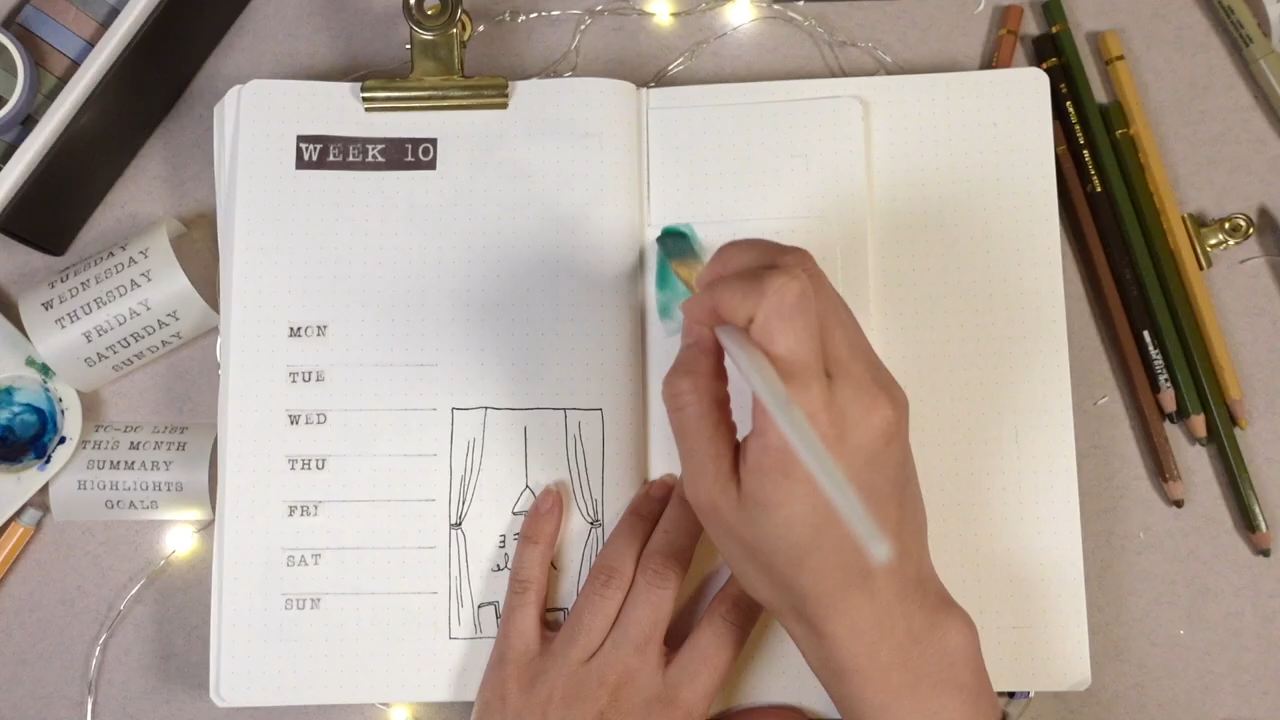 WEEK 10
MON
TUE
WED
THU
FRI
SAT
SUN
TUESDAY
WEDNESDAY
THURSDAY
FRIDAY
SATURDAY
SUNDAY
TO-DO LIST
THIS MONTH
SUMMARY
HIGHLIGHTS
GOALS